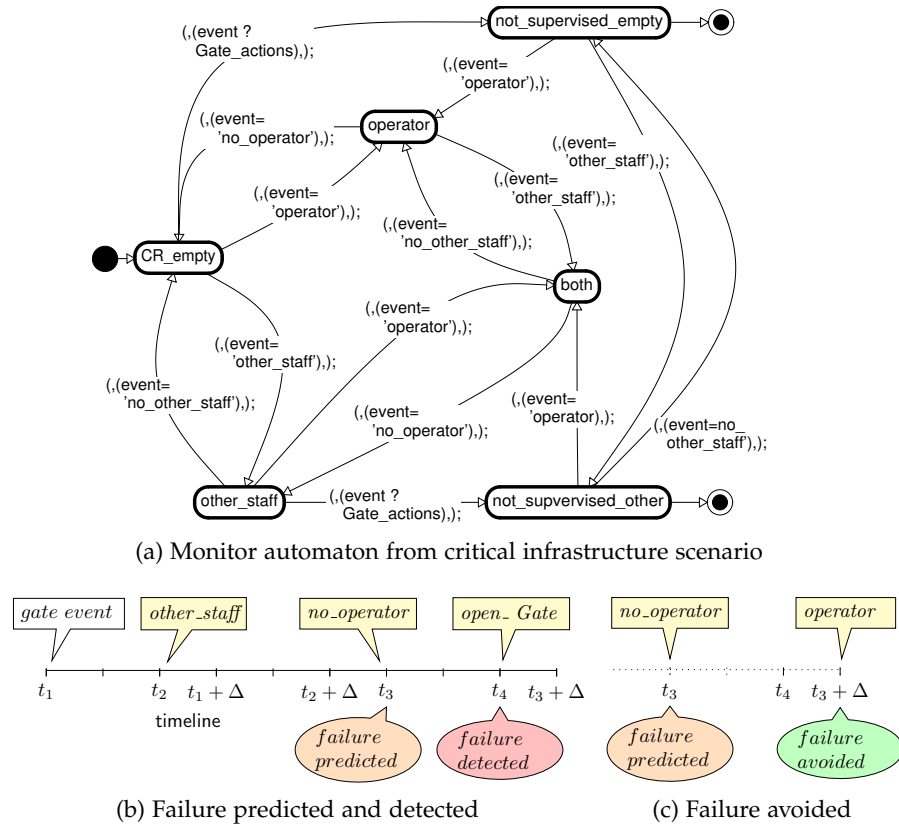 not_supervised_empty
(,(event ?
Gate_actions),);
(,(event=
'operator'),);
operator
(,(event=
'no_operator'),);
(,(event=
'other_staff'),);
(,(event=
'other_staff'),);
(,(event=
'operator'),);
(,(event=
'no_other_staff'),);
CR_empty
both
(,(event=
'operator'),);
(,(event=
'other_staff'),);
(,(event=
'no_other_staff'),);
(,(event=
'no_operator'),);
(,(event=
'operator),);
(,(event=no_
other_staff'),);
other_staff
(,(event ?
Gate_actions),);
not_supvervised_other
(a) Monitor automaton from critical infrastructure scenario
gate event
other_staff
no_operator
open_ Gate
no_operator
operator
t1
t2
t1 + Δ
t2 + Δ
t3
t4
t3 + Δ
t3
t4
t3 + Δ
timeline
failure
predicted
failure
detected
failure
predicted
failure
avoided
(b) Failure predicted and detected
(c) Failure avoided